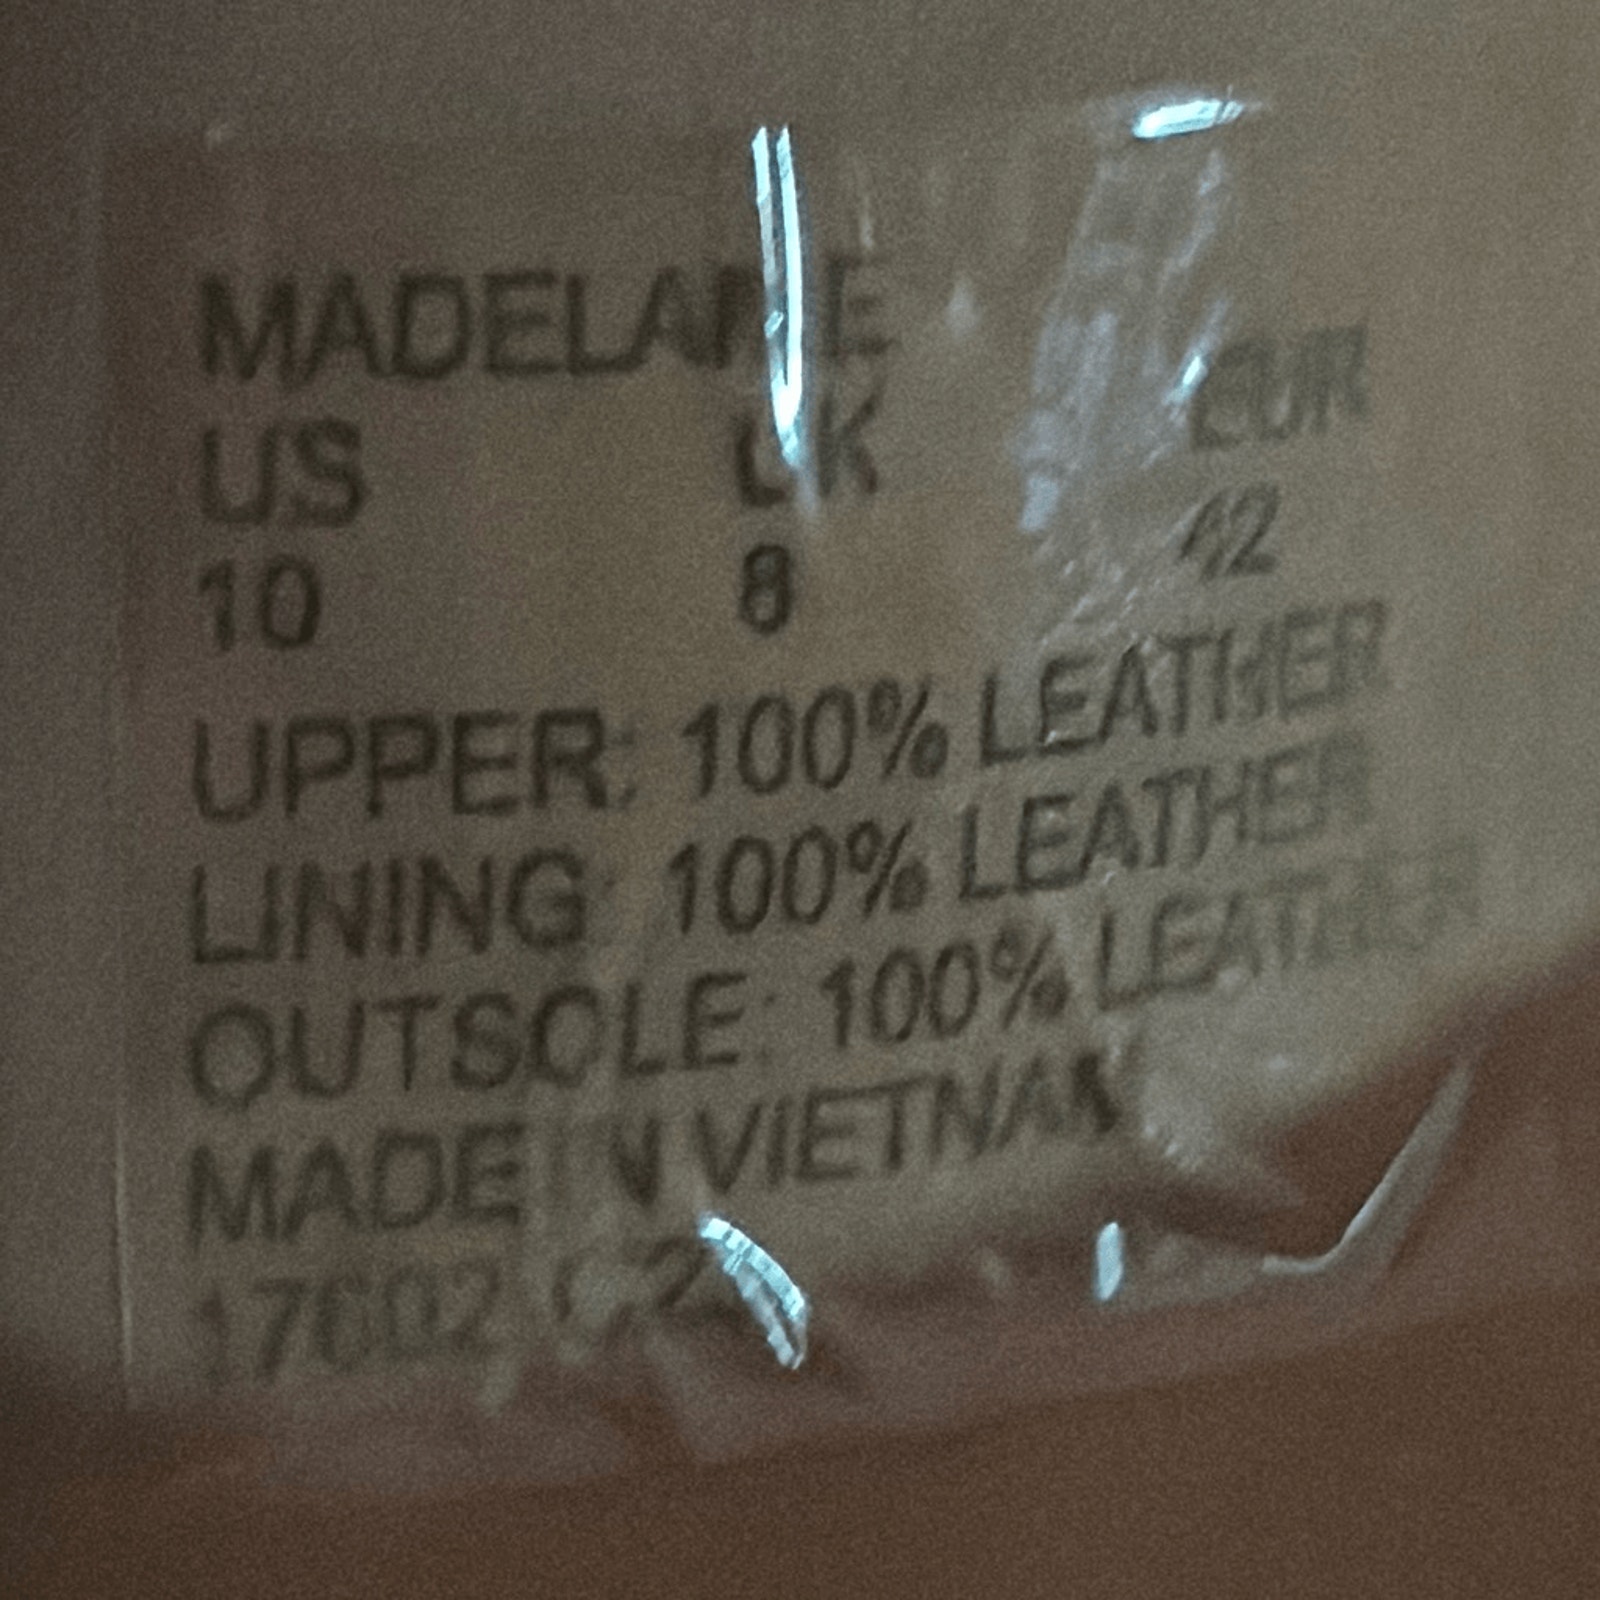 US UK EUR
10 8 42
UPPER: 100% LEATHER
LINING: 100% LEATHER
OUTSOLE: 100% LEATHER
MADE IN VIETNAM